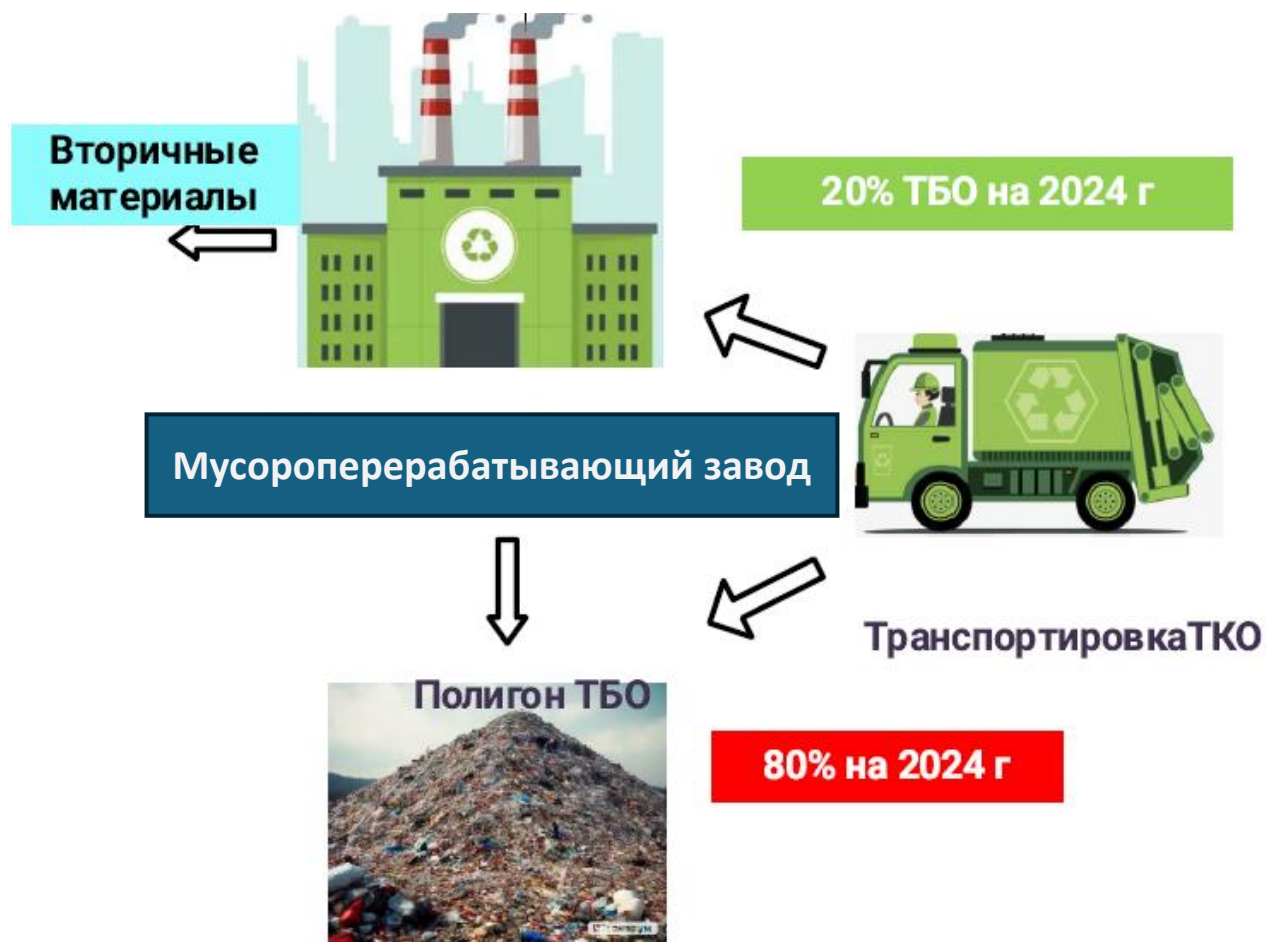 Вторичные
материалы
20% ТБО на 2024 г
Мусороперерабатывающий завод
ТранспортировкаТКО
Полигон ТБО
80% на 2024 г